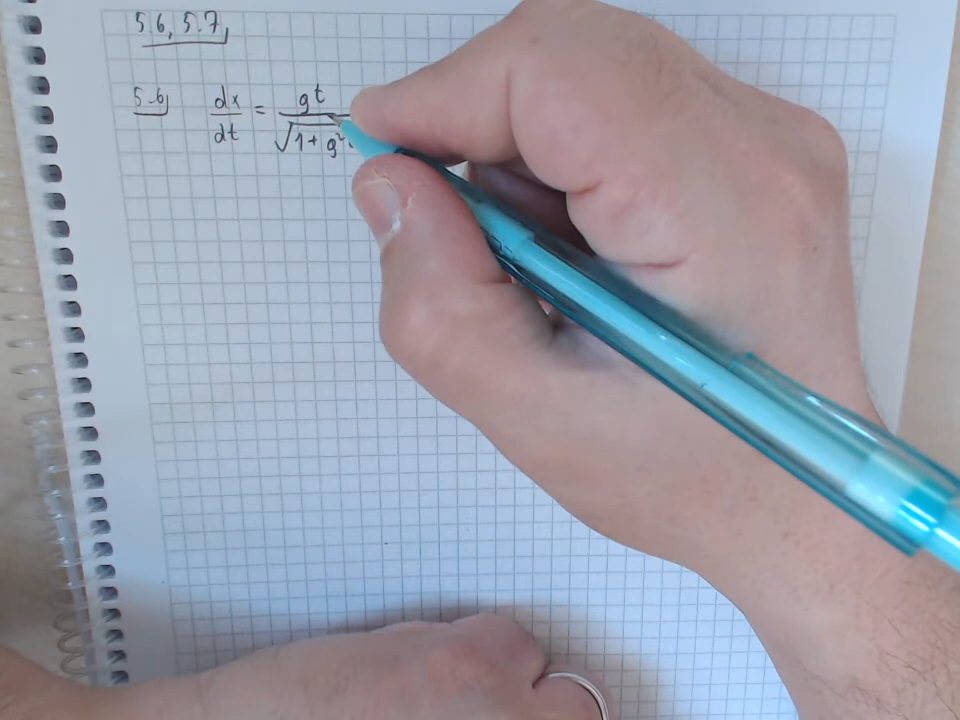 5.6, 5.7
5.6 dx/dt = gt/√1+g²